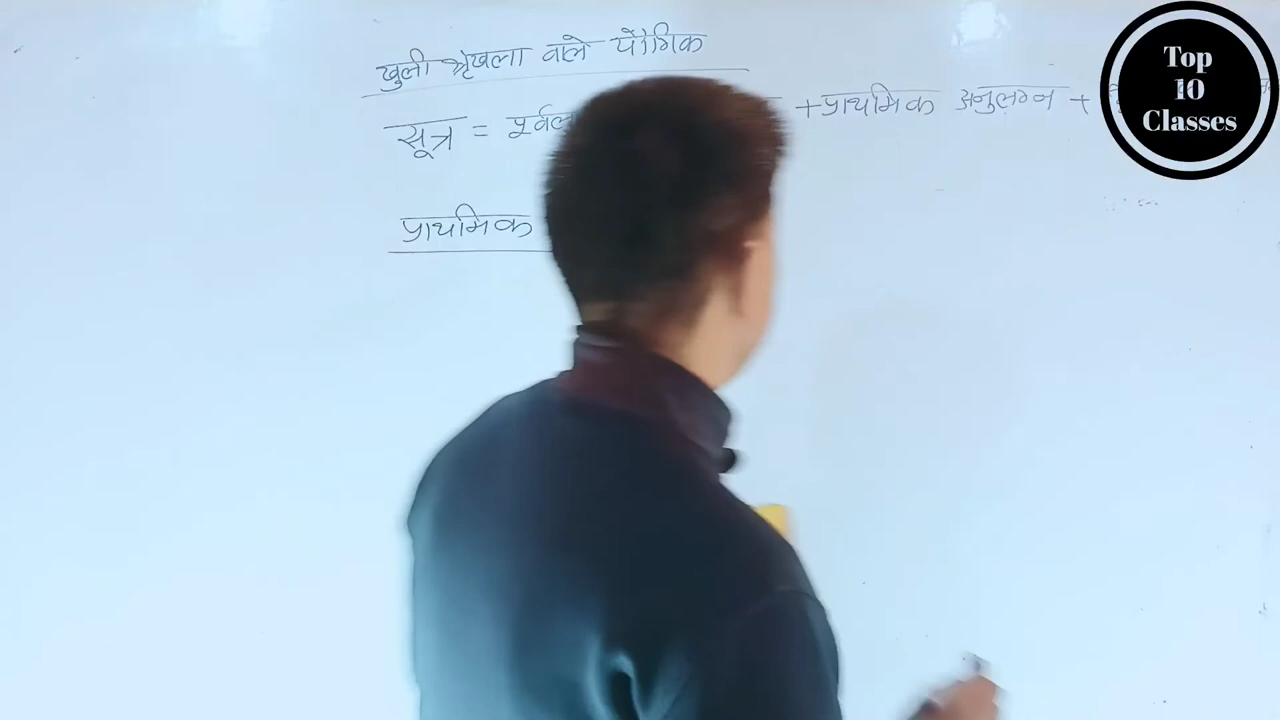 खुली श्रृंखला वाले यौगिक
सूत्र = + प्राथमिक अनुलग्न +
प्राथमिक
Top
10
Classes